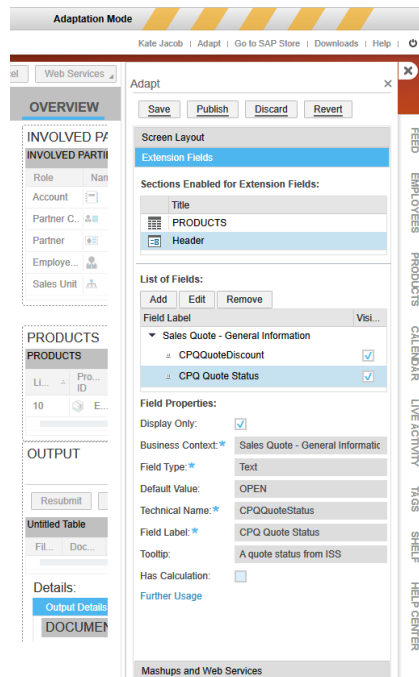 Adaptation Mode
Kate Jacob | Adapt | Go to SAP Store | Downloads | Help |
Web Services
Adapt
Save Publish Discard Revert
OVERVIEW
Screen Layout
Extension Fields
INVOLVED PA
INVOLVED PARTI
Role Nan
Account
Partner C..
Partner
Employe...
Sales Unit
Sections Enabled for Extension Fields:
Title
PRODUCTS
Header
List of Fields:
Add Edit Remove
Field Label Visi...
Sales Quote - General Information
CPQQuoteDiscount
CPQ Quote Status
PRODUCTS
PRODUCTS
Li... Pro... ID
10 E...
OUTPUT
Resubmit
Untitled Table
Fil... Doc...
Details:
Output Details
DOCUMEN
Field Properties:
Display Only:
Business Context:* Sales Quote - General Informatic
Field Type:* Text
Default Value: OPEN
Technical Name:* CPQQuoteStatus
Field Label:* CPQ Quote Status
Tooltip: A quote status from ISS
Has Calculation:
Further Usage
Mashups and Web Services
FEED
EMPLOYEES
PRODUCTS
CALENDAR
LIVE ACTIVITY
TAGS
SHELF
HELP CENTER